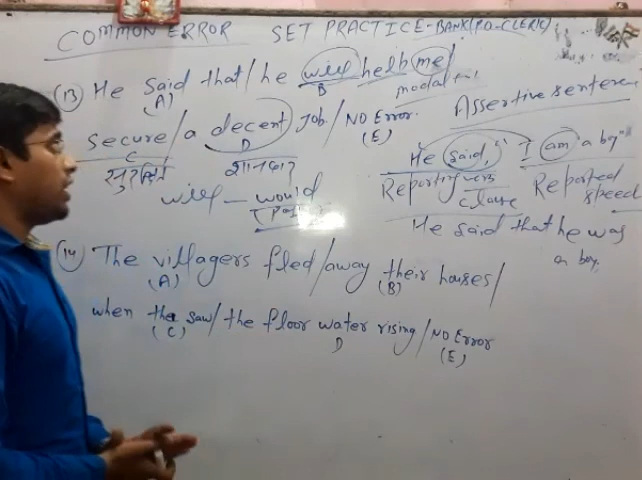 COMMON ERROR SET PRACTICE-BANK(P.O-CLERK).
(13) He said that/he will help me/
(A) B modal
secure/a decent Job/NO Error.
C D (E)
सुरक्षित शानदार
will - would
Assertive sentence
He said, "I am a boy"
Reporting verb Reported
clause speech
He said that he was
a boy.
(14) The villagers fled/away their houses/
(A) (B)
when the saw/the floor water rising/NO Error
(C) D (E)